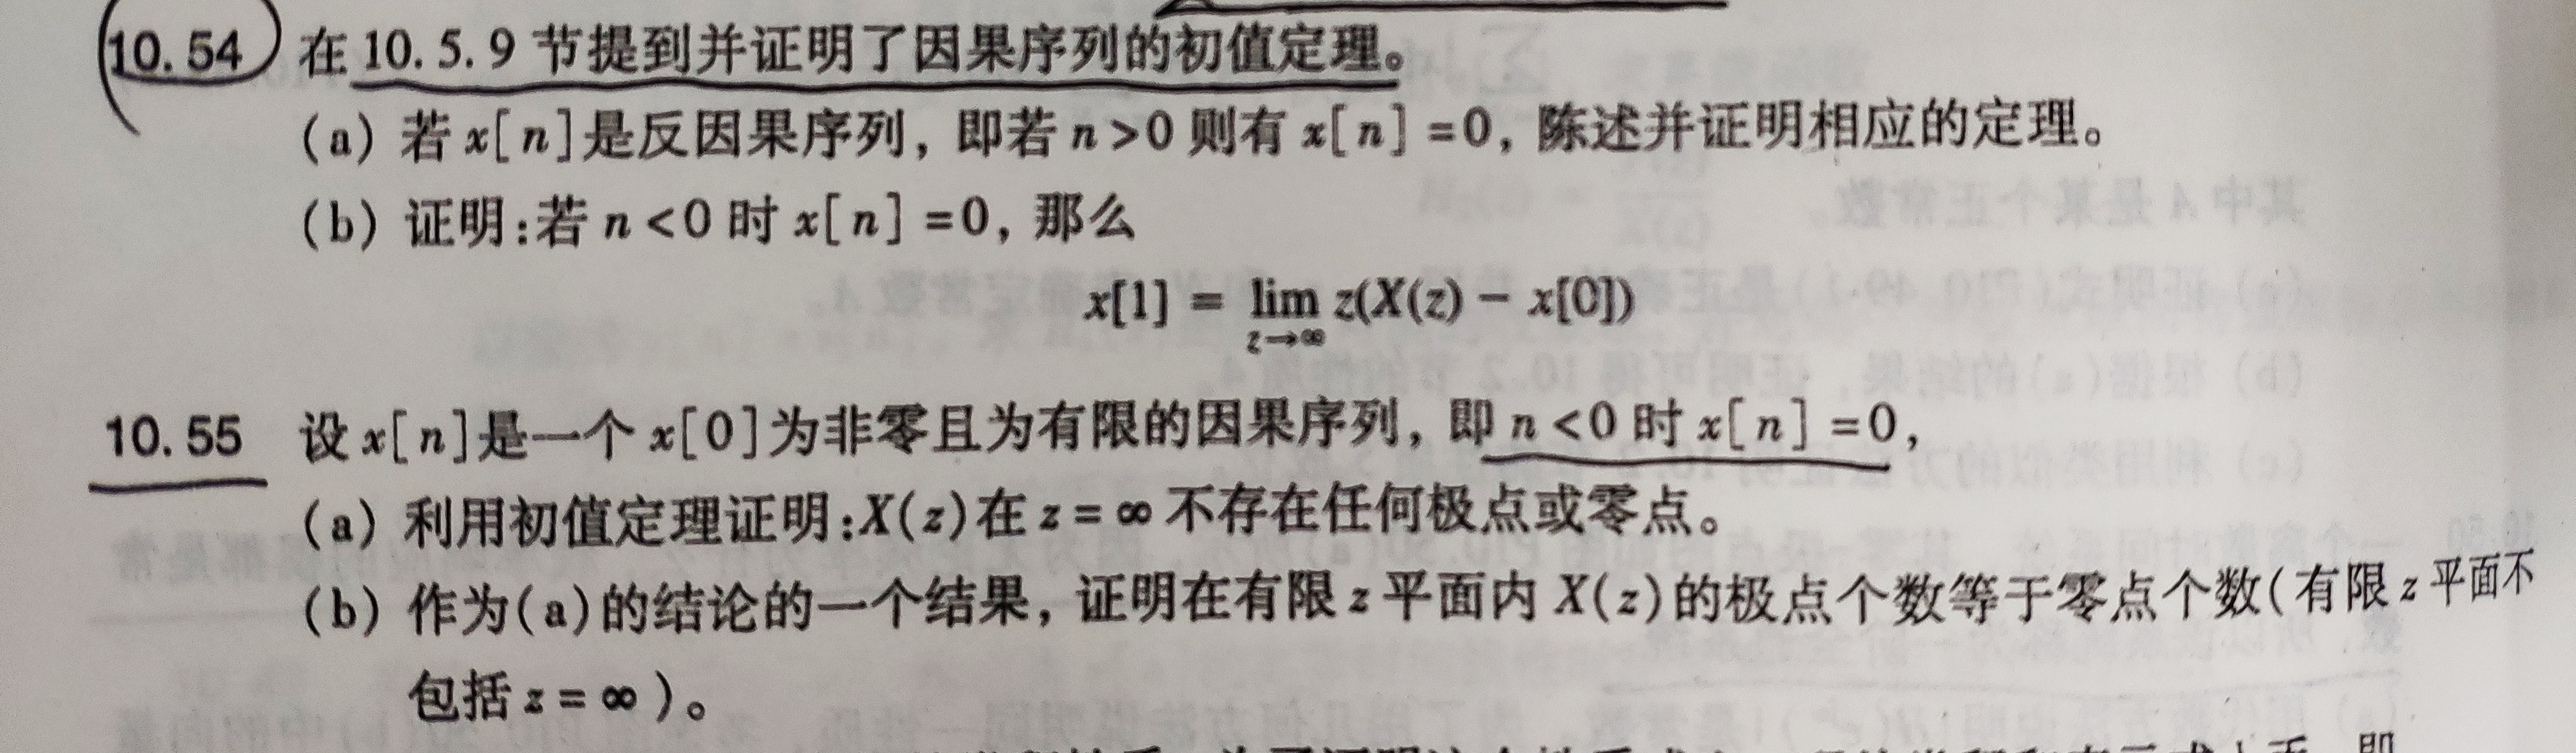 10.54 在 10.5.9 节提到并证明了因果序列的初值定理。
(a) 若 x[n]是反因果序列，即若 n>0 则有 x[n]=0，陈述并证明相应的定理。
(b) 证明：若 n<0 时 x[n]=0，那么
x[1] = lim z(X(z) − x[0])
z→∞
10.55 设 x[n]是一个 x[0]为非零且为有限的因果序列，即 n<0 时 x[n]=0，
(a) 利用初值定理证明：X(z)在 z=∞ 不存在任何极点或零点。
(b) 作为(a)的结论的一个结果，证明在有限 z 平面内 X(z)的极点个数等于零点个数(有限 z 平面不
包括 z=∞)。